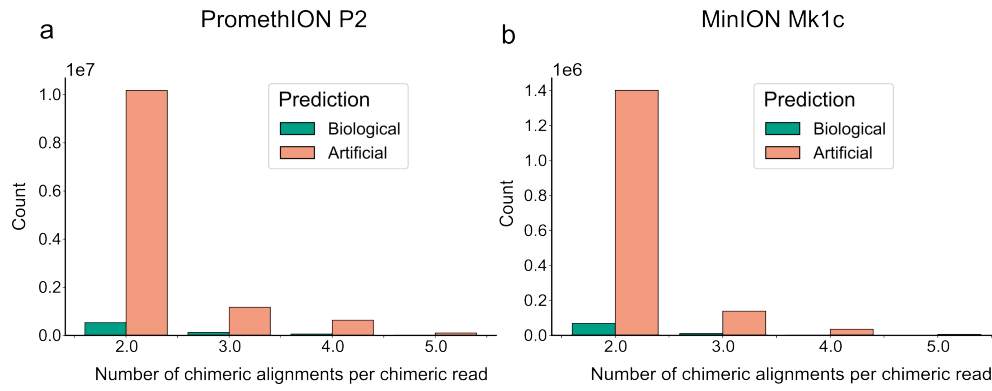 a
PromethION P2
1e7
1.0
0.8
0.6
0.4
0.2
0.0
Count
Prediction
Biological
Artificial
2.0
3.0
4.0
5.0
Number of chimeric alignments per chimeric read
b
MinION Mk1c
1e6
1.4
1.2
1.0
0.8
0.6
0.4
0.2
0.0
Count
Prediction
Biological
Artificial
2.0
3.0
4.0
5.0
Number of chimeric alignments per chimeric read